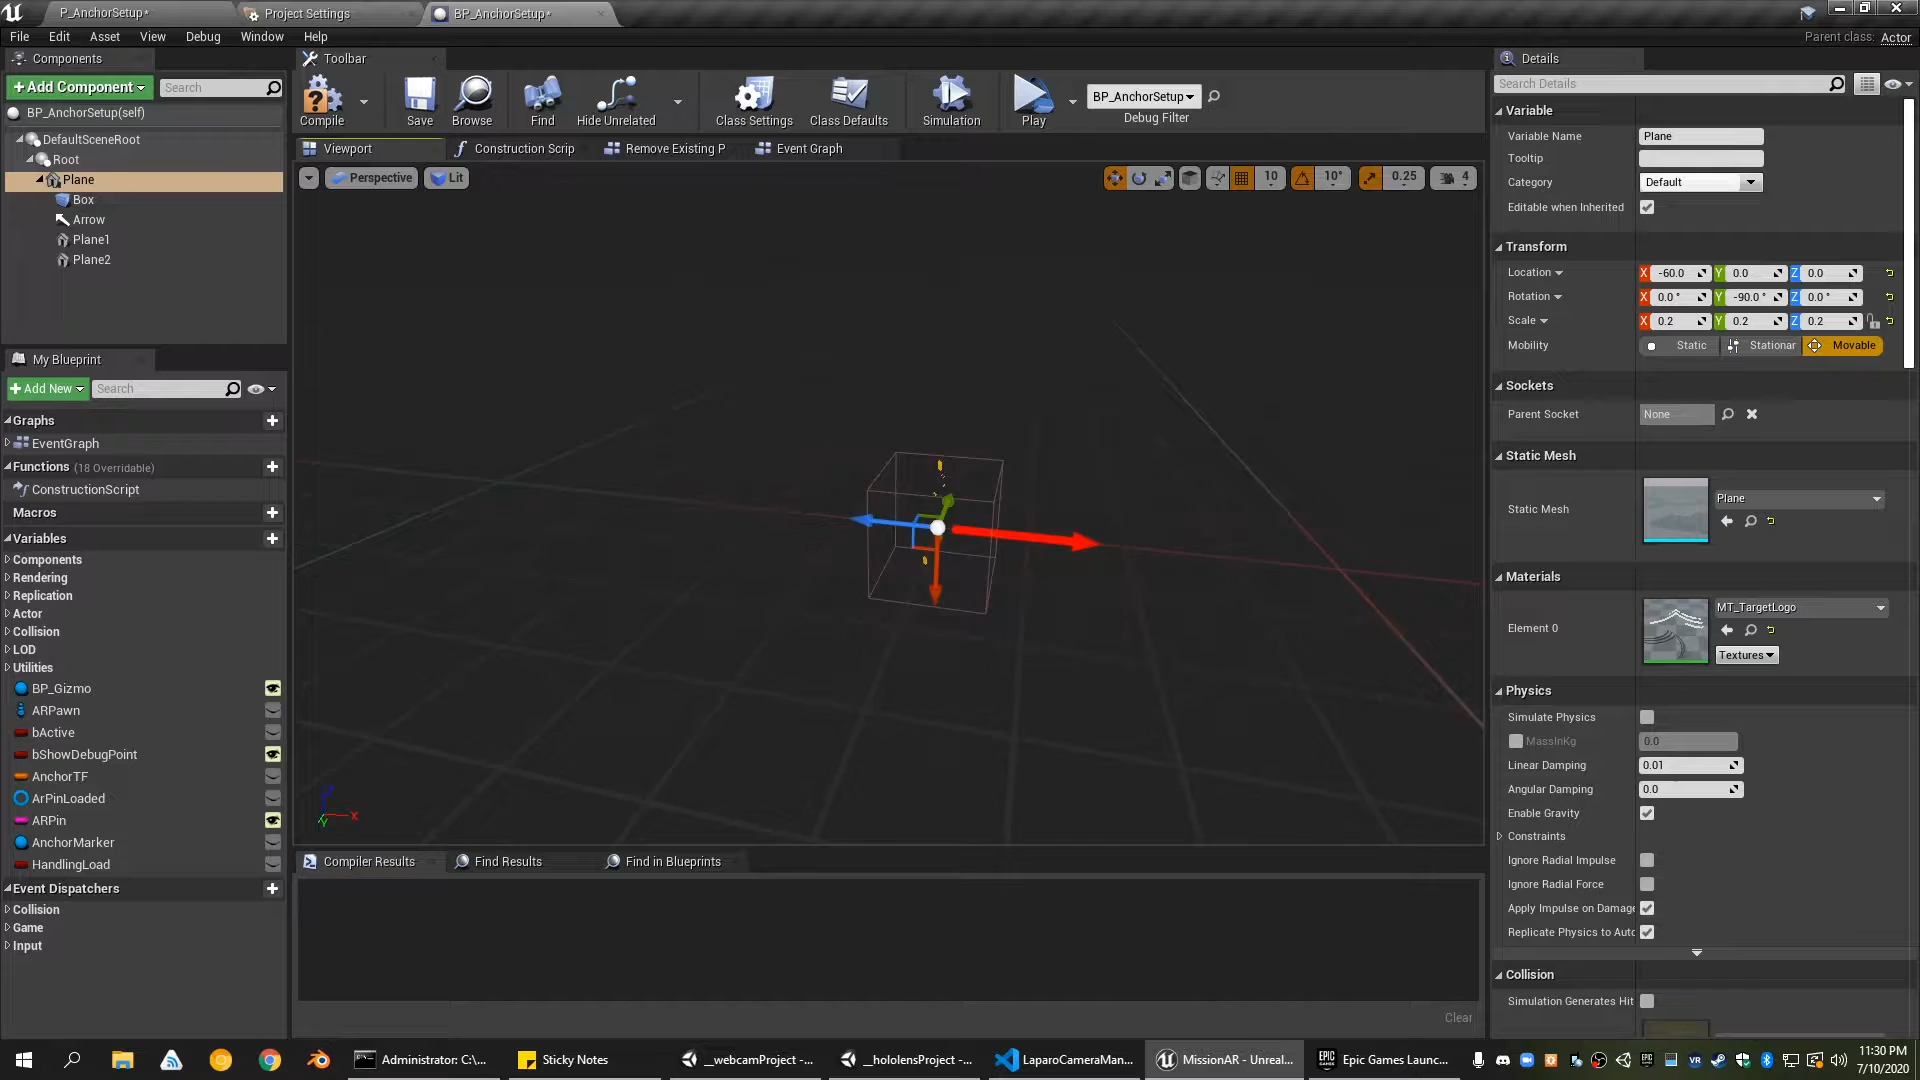 P_AnchorSetup*
Project Settings
BP_AnchorSetup*
File Edit Asset View Debug Window Help
Parent class: Actor
Components
+Add Component
Search
BP_AnchorSetup(self)
DefaultSceneRoot
Root
Plane
Box
Arrow
Plane1
Plane2
My Blueprint
+Add New
Search
Graphs
EventGraph
Functions (18 Overridable)
ConstructionScript
Macros
Variables
Components
Rendering
Replication
Actor
Collision
LOD
Utilities
BP_Gizmo
ARPawn
bActive
bShowDebugPoint
AnchorTF
ArPinLoaded
ARPin
AnchorMarker
HandlingLoad
Event Dispatchers
Collision
Game
Input
Toolbar
Compile Save Browse Find Hide Unrelated Class Settings Class Defaults Simulation Play
BP_AnchorSetup
Debug Filter
Viewport Construction Scrip Remove Existing P Event Graph
Perspective Lit
10 10° 0.25 4
Z X Y
Compiler Results Find Results Find in Blueprints
Clear
Details
Search Details
Variable
Variable Name Plane
Tooltip
Category Default
Editable when Inherited
Transform
Location X -60.0 Y 0.0 Z 0.0
Rotation X 0.0° Y -90.0° Z 0.0°
Scale X 0.2 Y 0.2 Z 0.2
Mobility Static Stationar Movable
Sockets
Parent Socket None
Static Mesh
Static Mesh Plane
Materials
Element 0 MT_TargetLogo
Textures
Physics
Simulate Physics
MassInKg 0.0
Linear Damping 0.01
Angular Damping 0.0
Enable Gravity
Constraints
Ignore Radial Impulse
Ignore Radial Force
Apply Impulse on Damage
Replicate Physics to Auto
Collision
Simulation Generates Hit
Administrator: C:\...
Sticky Notes
__webcamProject -...
__hololensProject -...
LaparoCameraMan...
MissionAR - Unreal...
Epic Games Launc...
11:30 PM
7/10/2020